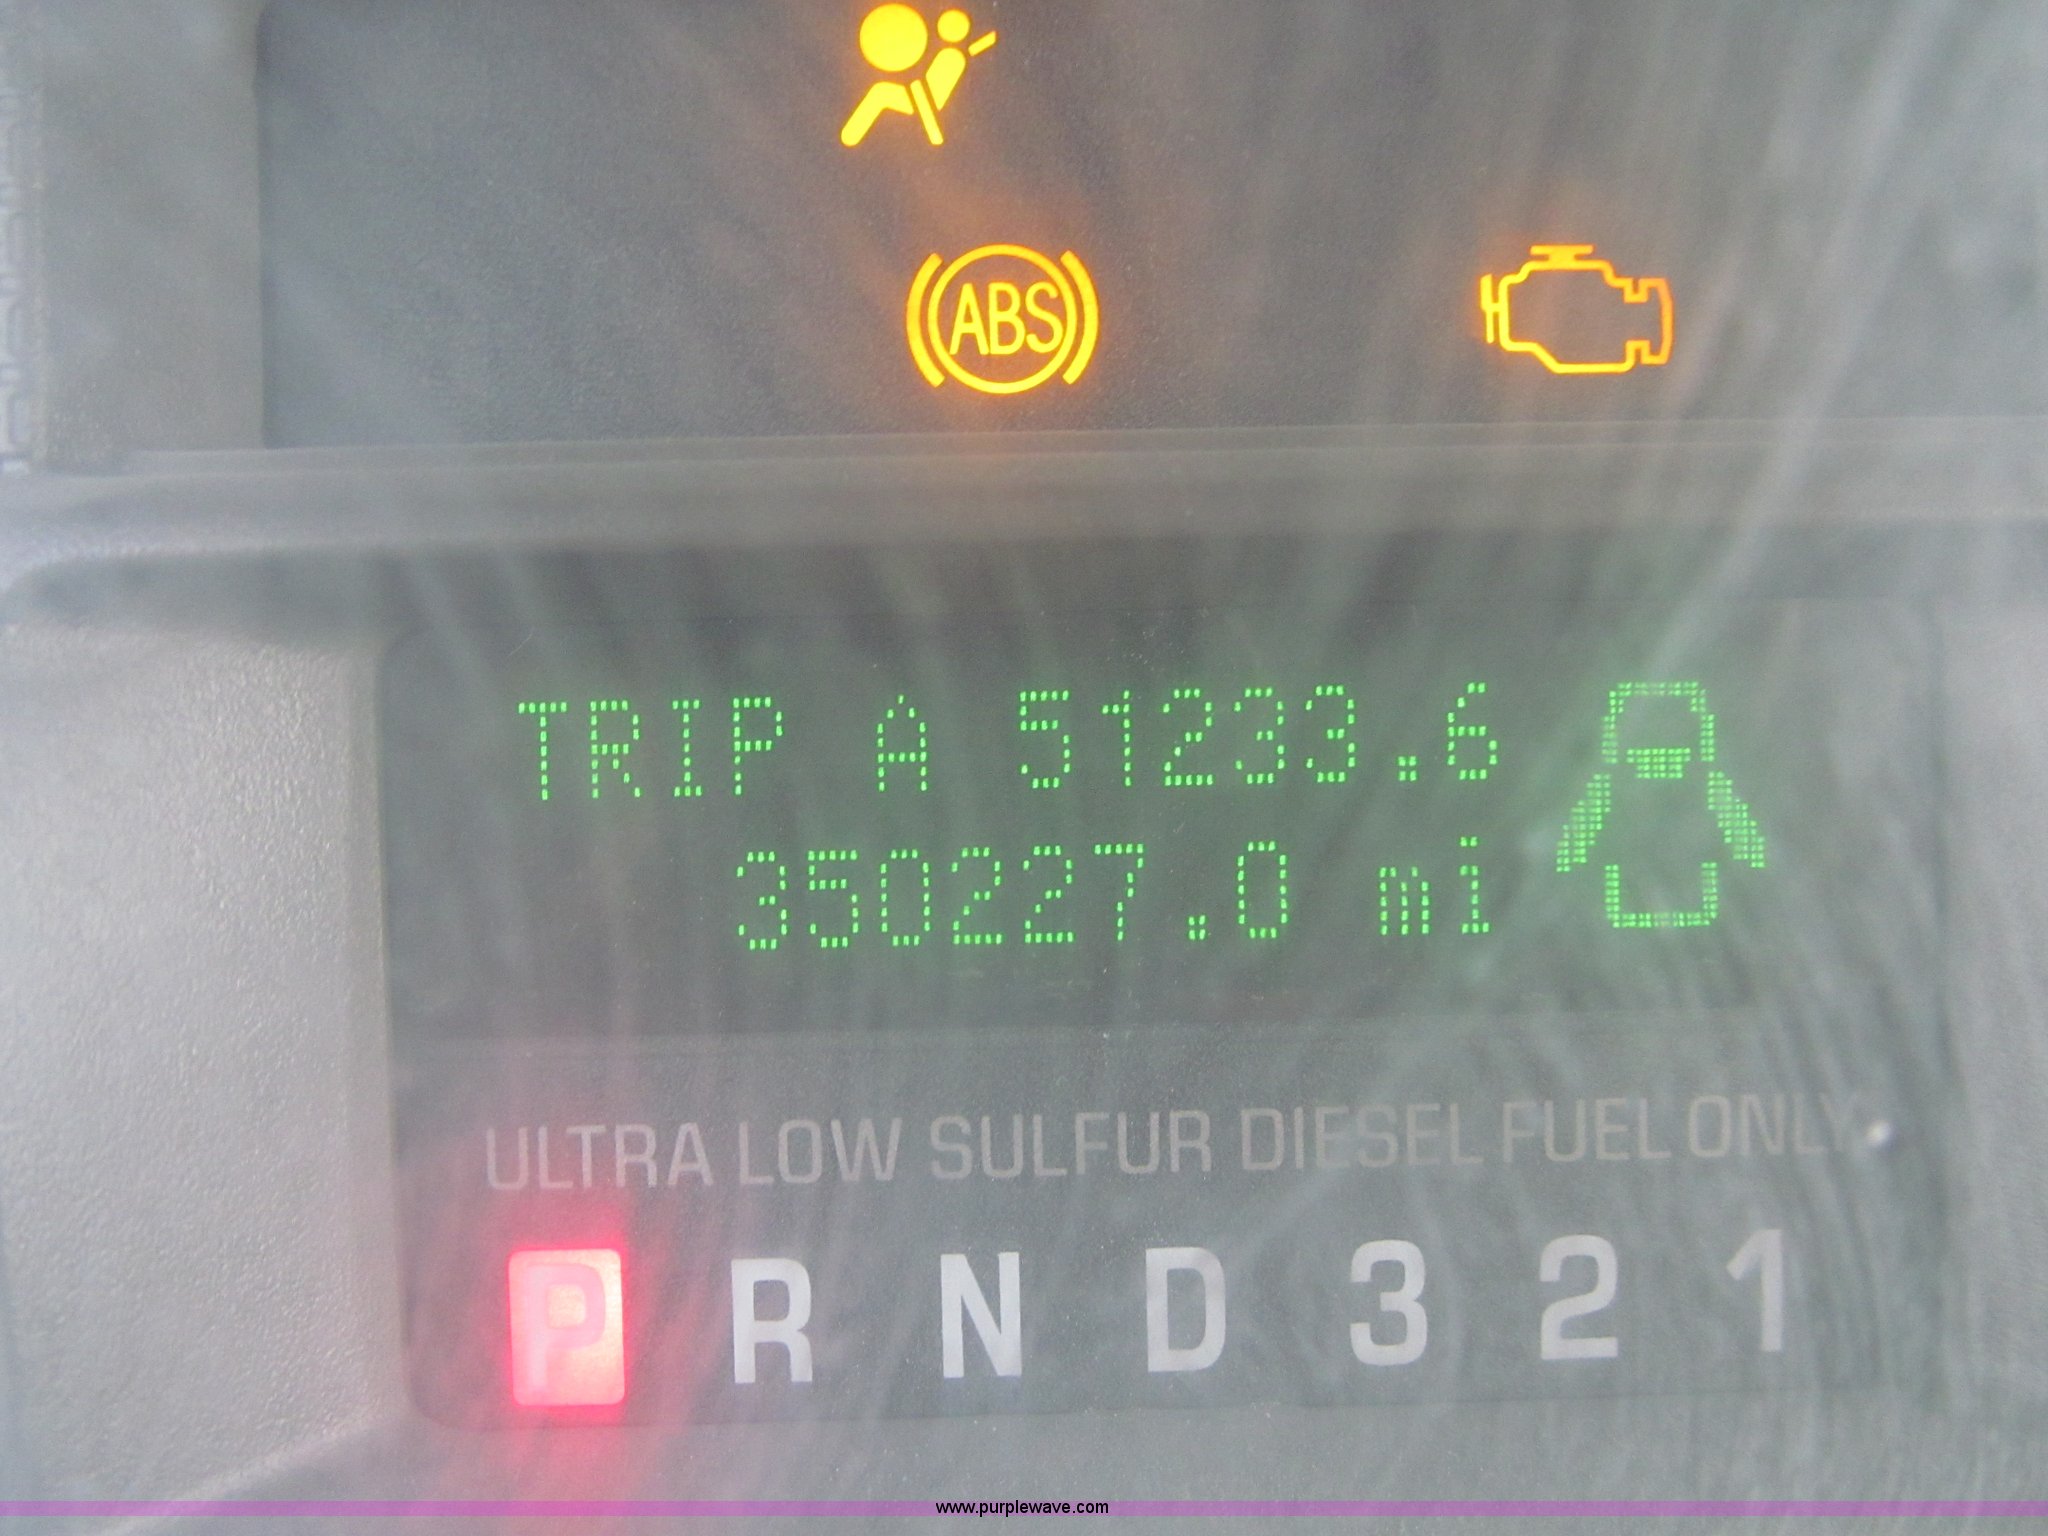 ABS
TRIP A 51233.6
350227.0 mi
ULTRA LOW SULFUR DIESEL FUEL ONLY
P R N D 3 2 1
www.purplewave.com